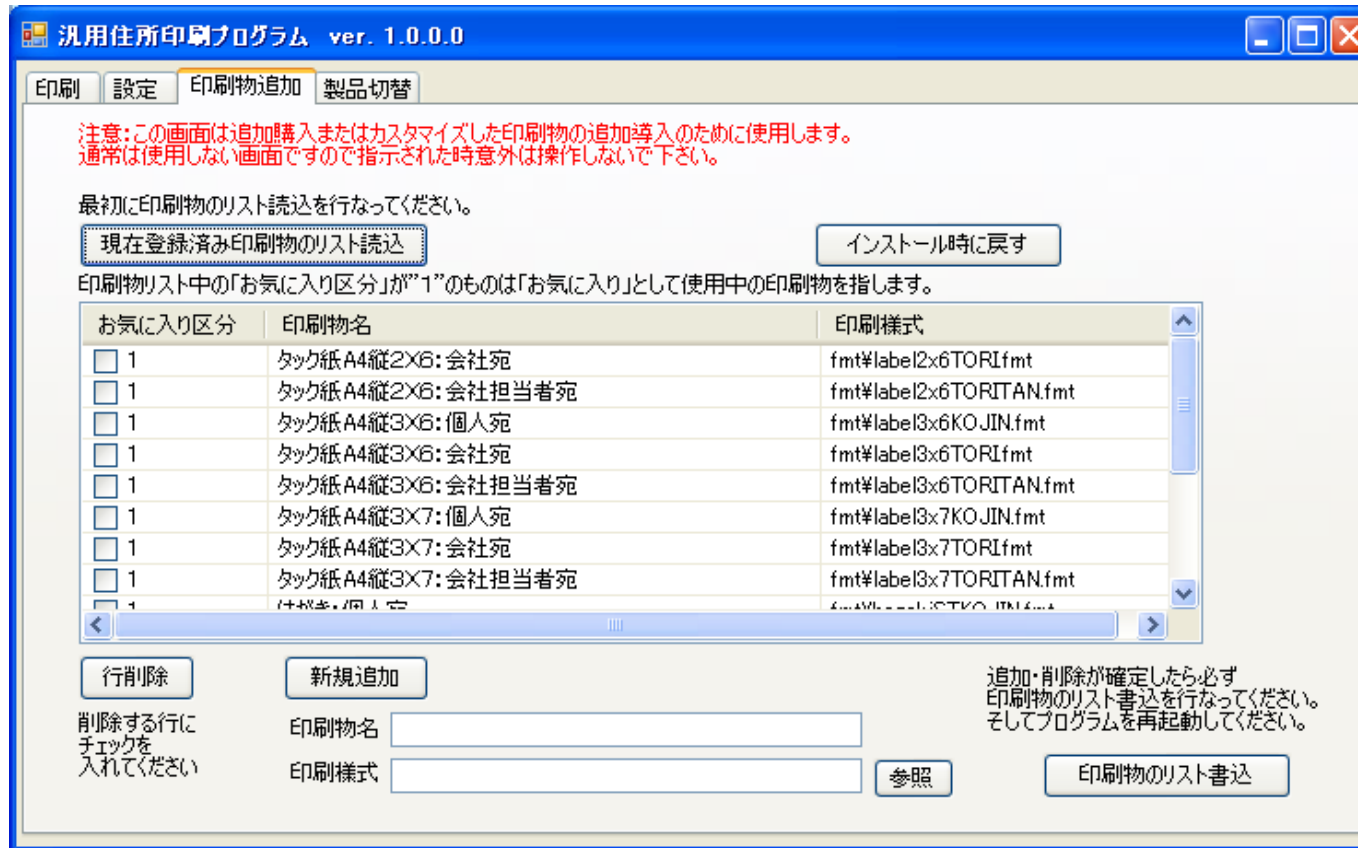 汎用住所印刷プログラム ver. 1.0.0.0
印刷 設定 印刷物追加 製品切替
注意:この画面は追加購入またはカスタマイズした印刷物の追加導入のために使用します。
通常は使用しない画面ですので指示された時意外は操作しないで下さい。
最初に印刷物のリスト読込を行なってください。
現在登録済み印刷物のリスト読込 インストール時に戻す
印刷物リスト中の「お気に入り区分」が"1"のものは「お気に入り」として使用中の印刷物を指します。
お気に入り区分 印刷物名 印刷様式
1 タック紙A4縦2X6:会社宛 fmt¥label2x6TORI.fmt
1 タック紙A4縦2X6:会社担当者宛 fmt¥label2x6TORITAN.fmt
1 タック紙A4縦3X6:個人宛 fmt¥label3x6KOJIN.fmt
1 タック紙A4縦3X6:会社宛 fmt¥label3x6TORI.fmt
1 タック紙A4縦3X6:会社担当者宛 fmt¥label3x6TORITAN.fmt
1 タック紙A4縦3X7:個人宛 fmt¥label3x7KOJIN.fmt
1 タック紙A4縦3X7:会社宛 fmt¥label3x7TORI.fmt
1 タック紙A4縦3X7:会社担当者宛 fmt¥label3x7TORITAN.fmt
1 はがき:個人宛
行削除 新規追加
削除する行に
チェックを
入れてください
印刷物名
印刷様式 参照
追加・削除が確定したら必ず
印刷物のリスト書込を行なってください。
そしてプログラムを再起動してください。
印刷物のリスト書込